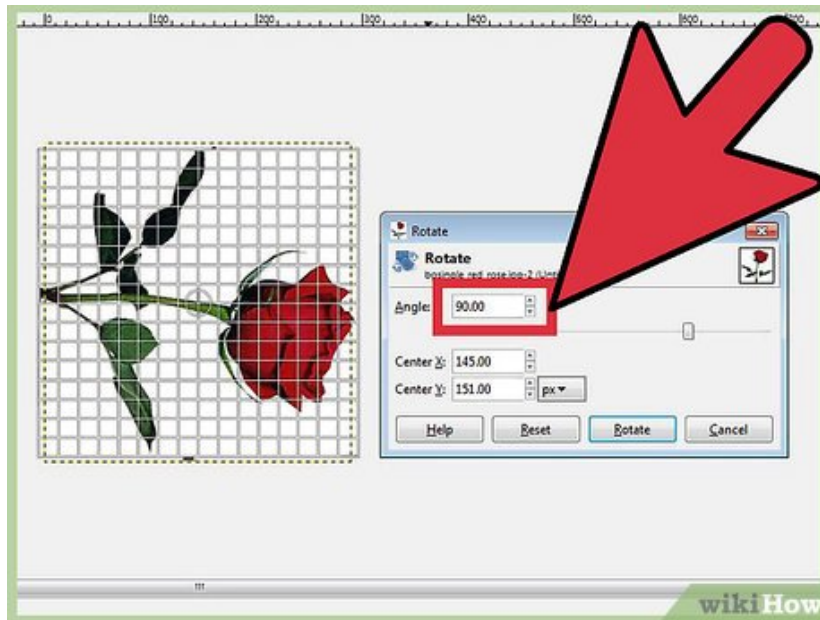 0 100 200 300 400 500 600
Rotate
Rotate
Angle: 90.00
Center X: 145.00
Center Y: 151.00 px
Help Reset Rotate Cancel
wikiHow